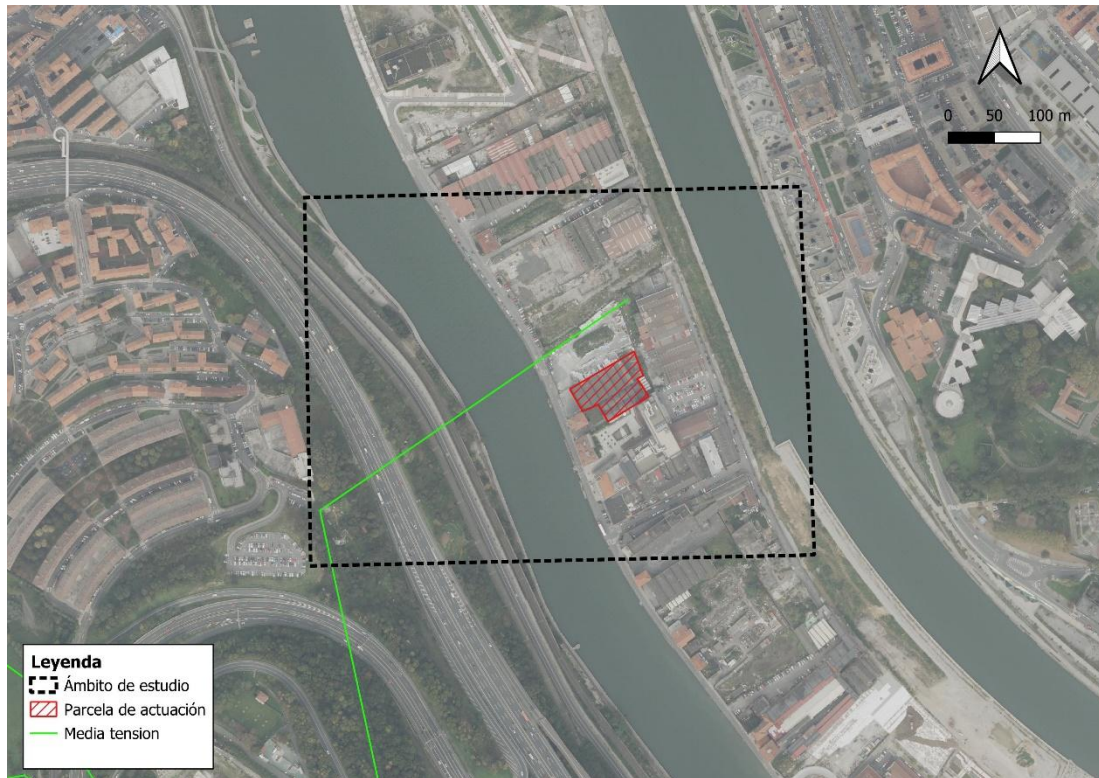 0 50 100 m
Leyenda
Ámbito de estudio
Parcela de actuación
Media tension